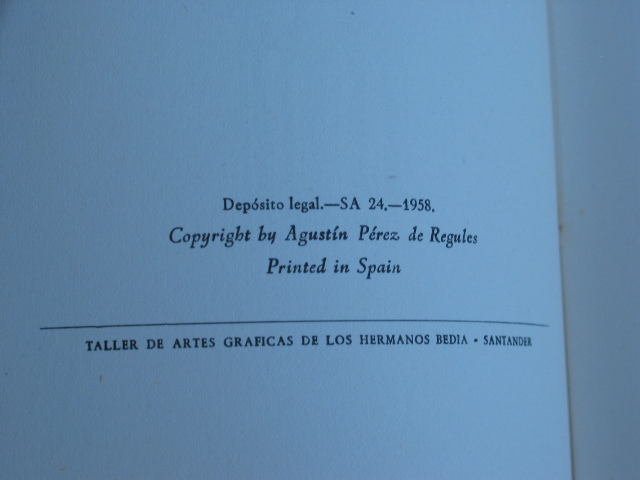 Depósito legal.—SA 24.—1958.
Copyright by Agustín Pérez de Regules
Printed in Spain
TALLER DE ARTES GRAFICAS DE LOS HERMANOS BEDIA - SANTANDER